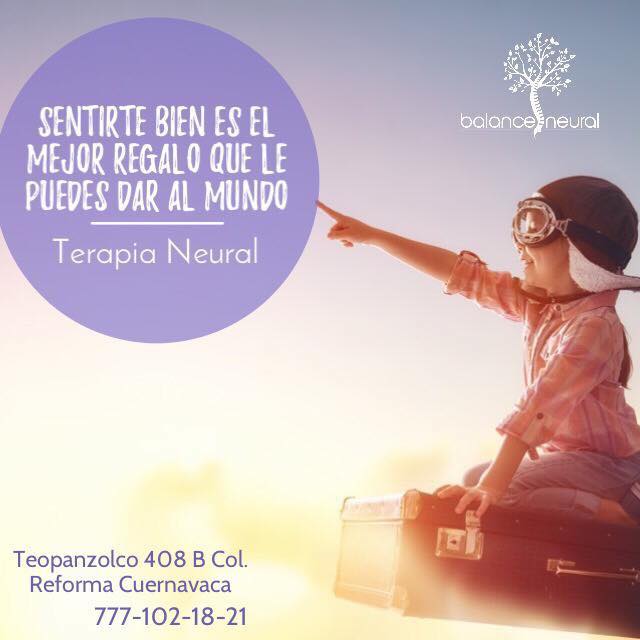 SENTIRTE BIEN ES EL
MEJOR REGALO QUE LE
PUEDES DAR AL MUNDO
Terapia Neural
balance neural
Teopanzolco 408 B Col.
Reforma Cuernavaca
777-102-18-21